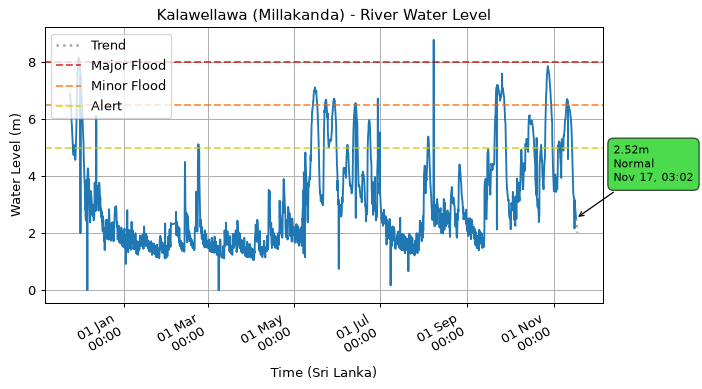 Kalawellawa (Millakanda) - River Water Level
Trend
Major Flood
Minor Flood
Alert
8
6
4
2
0
Water Level (m)
2.52m
Normal
Nov 17, 03:02
01 Jan
00:00
01 Mar
00:00
01 May
00:00
01 Jul
00:00
01 Sep
00:00
01 Nov
00:00
Time (Sri Lanka)